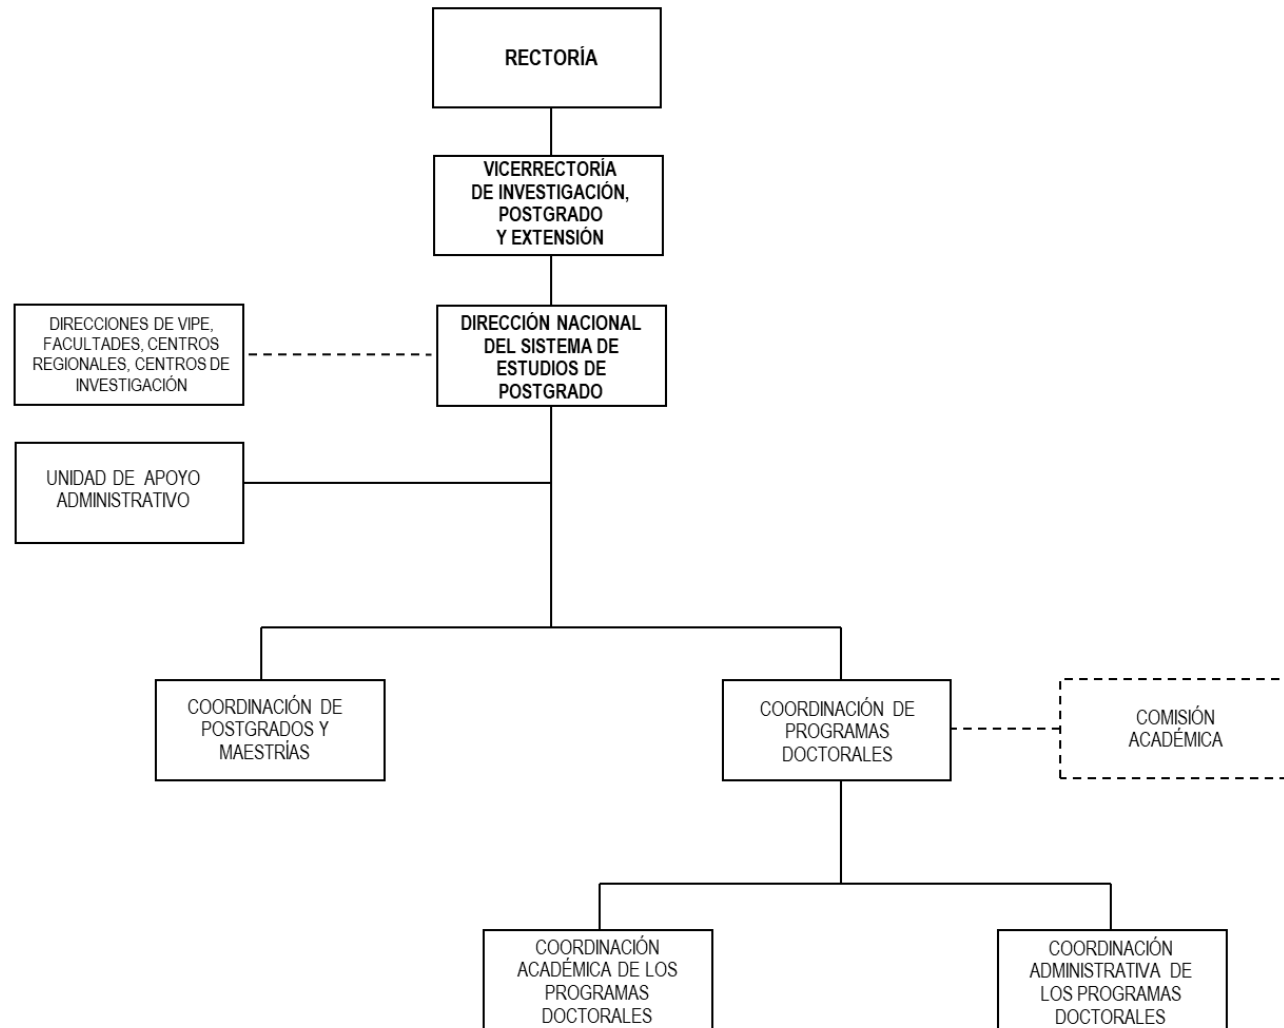 RECTORÍA
VICERRECTORÍA
DE INVESTIGACIÓN,
POSTGRADO
Y EXTENSIÓN
DIRECCIONES DE VIPE,
FACULTADES, CENTROS
REGIONALES, CENTROS DE
INVESTIGACIÓN
DIRECCIÓN NACIONAL
DEL SISTEMA DE
ESTUDIOS DE
POSTGRADO
UNIDAD DE APOYO
ADMINISTRATIVO
COORDINACIÓN DE
POSTGRADOS Y
MAESTRÍAS
COORDINACIÓN DE
PROGRAMAS
DOCTORALES
COMISIÓN
ACADÉMICA
COORDINACIÓN
ACADÉMICA DE LOS
PROGRAMAS
DOCTORALES
COORDINACIÓN
ADMINISTRATIVA DE
LOS PROGRAMAS
DOCTORALES